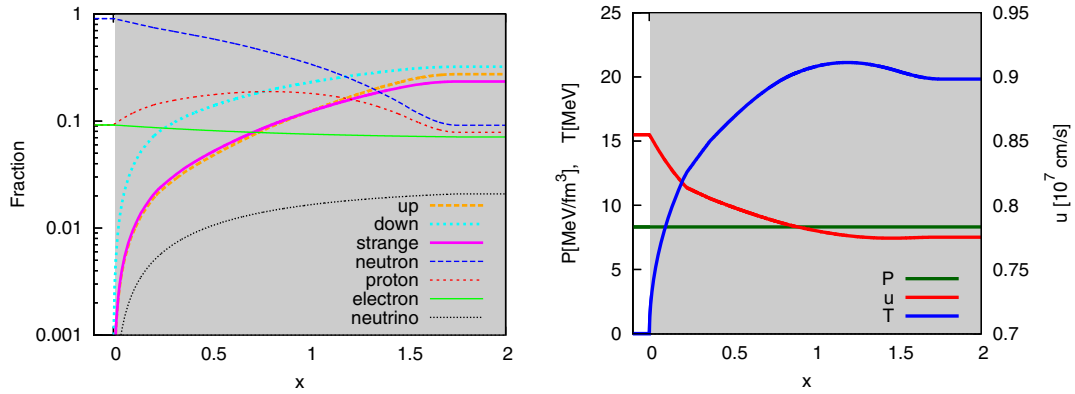 1
0.1
0.01
0.001
Fraction
0
0.5
1
1.5
2
x
up
down
strange
neutron
proton
electron
neutrino
25
20
15
10
5
0
P[MeV/fm³], T[MeV]
0.95
0.9
0.85
0.8
0.75
0.7
u [10⁷ cm/s]
0
0.5
1
1.5
2
x
P
u
T